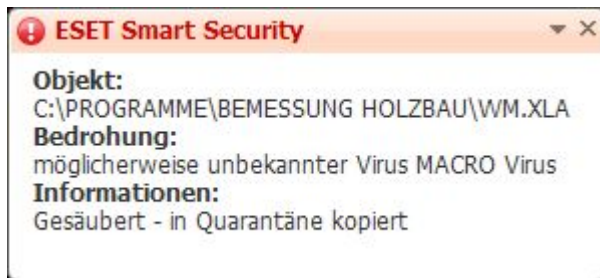 ESET Smart Security
Objekt:
C:\PROGRAMME\BEMESSUNG HOLZBAU\WM.XLA
Bedrohung:
möglicherweise unbekannter Virus MACRO Virus
Informationen:
Gesäubert - in Quarantäne kopiert